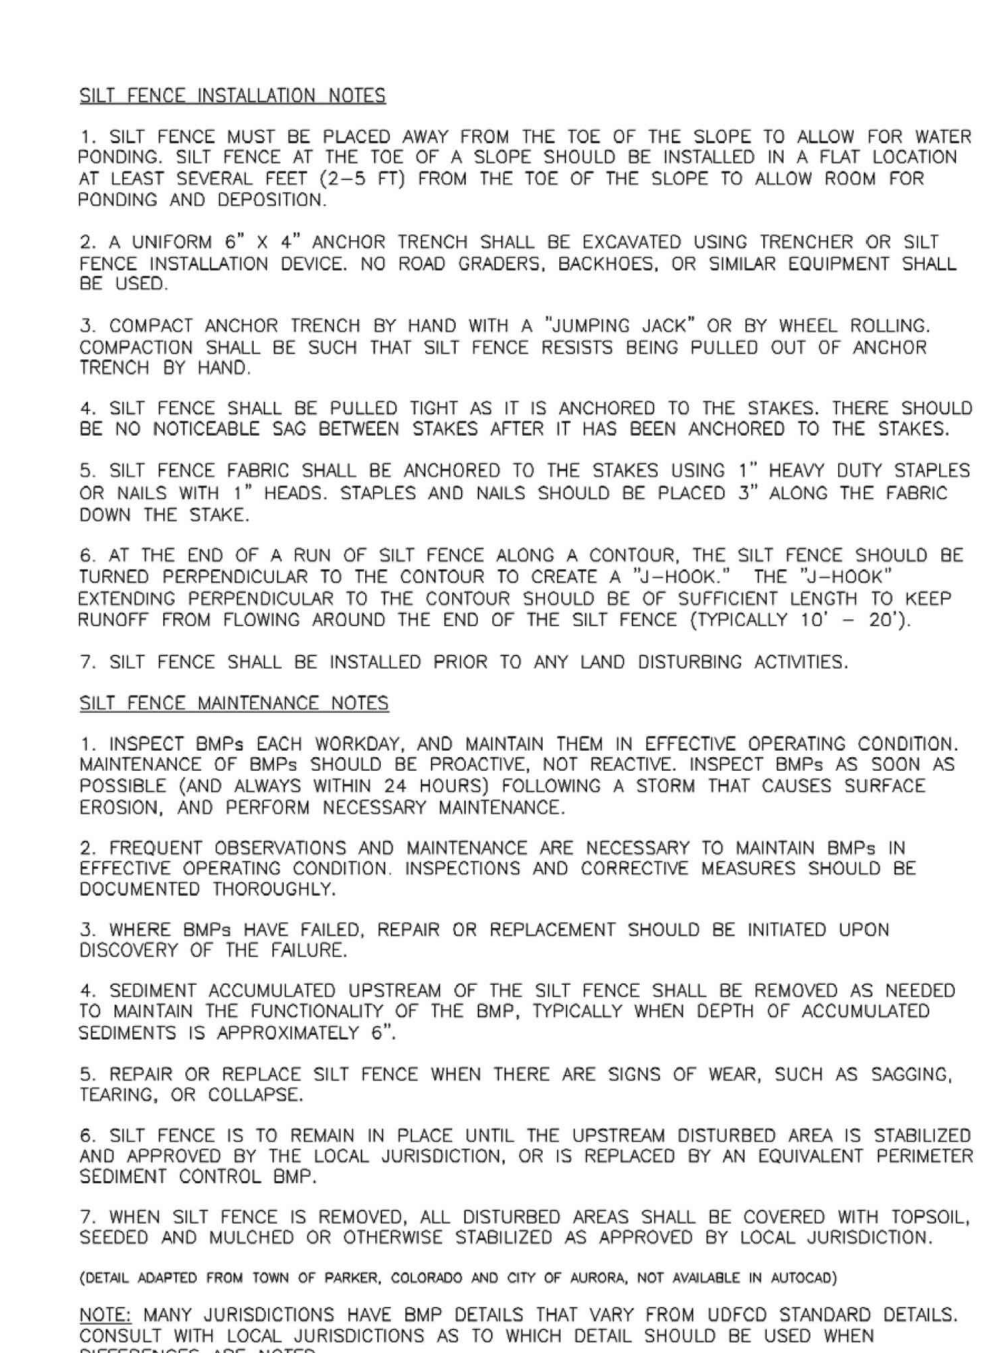 SILT FENCE INSTALLATION NOTES
1. SILT FENCE MUST BE PLACED AWAY FROM THE TOE OF THE SLOPE TO ALLOW FOR WATER
PONDING. SILT FENCE AT THE TOE OF A SLOPE SHOULD BE INSTALLED IN A FLAT LOCATION
AT LEAST SEVERAL FEET (2–5 FT) FROM THE TOE OF THE SLOPE TO ALLOW ROOM FOR
PONDING AND DEPOSITION.
2. A UNIFORM 6" X 4" ANCHOR TRENCH SHALL BE EXCAVATED USING TRENCHER OR SILT
FENCE INSTALLATION DEVICE. NO ROAD GRADERS, BACKHOES, OR SIMILAR EQUIPMENT SHALL
BE USED.
3. COMPACT ANCHOR TRENCH BY HAND WITH A "JUMPING JACK" OR BY WHEEL ROLLING.
COMPACTION SHALL BE SUCH THAT SILT FENCE RESISTS BEING PULLED OUT OF ANCHOR
TRENCH BY HAND.
4. SILT FENCE SHALL BE PULLED TIGHT AS IT IS ANCHORED TO THE STAKES. THERE SHOULD
BE NO NOTICEABLE SAG BETWEEN STAKES AFTER IT HAS BEEN ANCHORED TO THE STAKES.
5. SILT FENCE FABRIC SHALL BE ANCHORED TO THE STAKES USING 1" HEAVY DUTY STAPLES
OR NAILS WITH 1" HEADS. STAPLES AND NAILS SHOULD BE PLACED 3" ALONG THE FABRIC
DOWN THE STAKE.
6. AT THE END OF A RUN OF SILT FENCE ALONG A CONTOUR, THE SILT FENCE SHOULD BE
TURNED PERPENDICULAR TO THE CONTOUR TO CREATE A "J–HOOK." THE "J–HOOK"
EXTENDING PERPENDICULAR TO THE CONTOUR SHOULD BE OF SUFFICIENT LENGTH TO KEEP
RUNOFF FROM FLOWING AROUND THE END OF THE SILT FENCE (TYPICALLY 10' – 20').
7. SILT FENCE SHALL BE INSTALLED PRIOR TO ANY LAND DISTURBING ACTIVITIES.
SILT FENCE MAINTENANCE NOTES
1. INSPECT BMPs EACH WORKDAY, AND MAINTAIN THEM IN EFFECTIVE OPERATING CONDITION.
MAINTENANCE OF BMPs SHOULD BE PROACTIVE, NOT REACTIVE. INSPECT BMPs AS SOON AS
POSSIBLE (AND ALWAYS WITHIN 24 HOURS) FOLLOWING A STORM THAT CAUSES SURFACE
EROSION, AND PERFORM NECESSARY MAINTENANCE.
2. FREQUENT OBSERVATIONS AND MAINTENANCE ARE NECESSARY TO MAINTAIN BMPs IN
EFFECTIVE OPERATING CONDITION. INSPECTIONS AND CORRECTIVE MEASURES SHOULD BE
DOCUMENTED THOROUGHLY.
3. WHERE BMPs HAVE FAILED, REPAIR OR REPLACEMENT SHOULD BE INITIATED UPON
DISCOVERY OF THE FAILURE.
4. SEDIMENT ACCUMULATED UPSTREAM OF THE SILT FENCE SHALL BE REMOVED AS NEEDED
TO MAINTAIN THE FUNCTIONALITY OF THE BMP, TYPICALLY WHEN DEPTH OF ACCUMULATED
SEDIMENTS IS APPROXIMATELY 6".
5. REPAIR OR REPLACE SILT FENCE WHEN THERE ARE SIGNS OF WEAR, SUCH AS SAGGING,
TEARING, OR COLLAPSE.
6. SILT FENCE IS TO REMAIN IN PLACE UNTIL THE UPSTREAM DISTURBED AREA IS STABILIZED
AND APPROVED BY THE LOCAL JURISDICTION, OR IS REPLACED BY AN EQUIVALENT PERIMETER
SEDIMENT CONTROL BMP.
7. WHEN SILT FENCE IS REMOVED, ALL DISTURBED AREAS SHALL BE COVERED WITH TOPSOIL,
SEEDED AND MULCHED OR OTHERWISE STABILIZED AS APPROVED BY LOCAL JURISDICTION.
(DETAIL ADAPTED FROM TOWN OF PARKER, COLORADO AND CITY OF AURORA, NOT AVAILABLE IN AUTOCAD)
NOTE: MANY JURISDICTIONS HAVE BMP DETAILS THAT VARY FROM UDFCD STANDARD DETAILS.
CONSULT WITH LOCAL JURISDICTIONS AS TO WHICH DETAIL SHOULD BE USED WHEN
DIFFERENCES ARE NOTED.